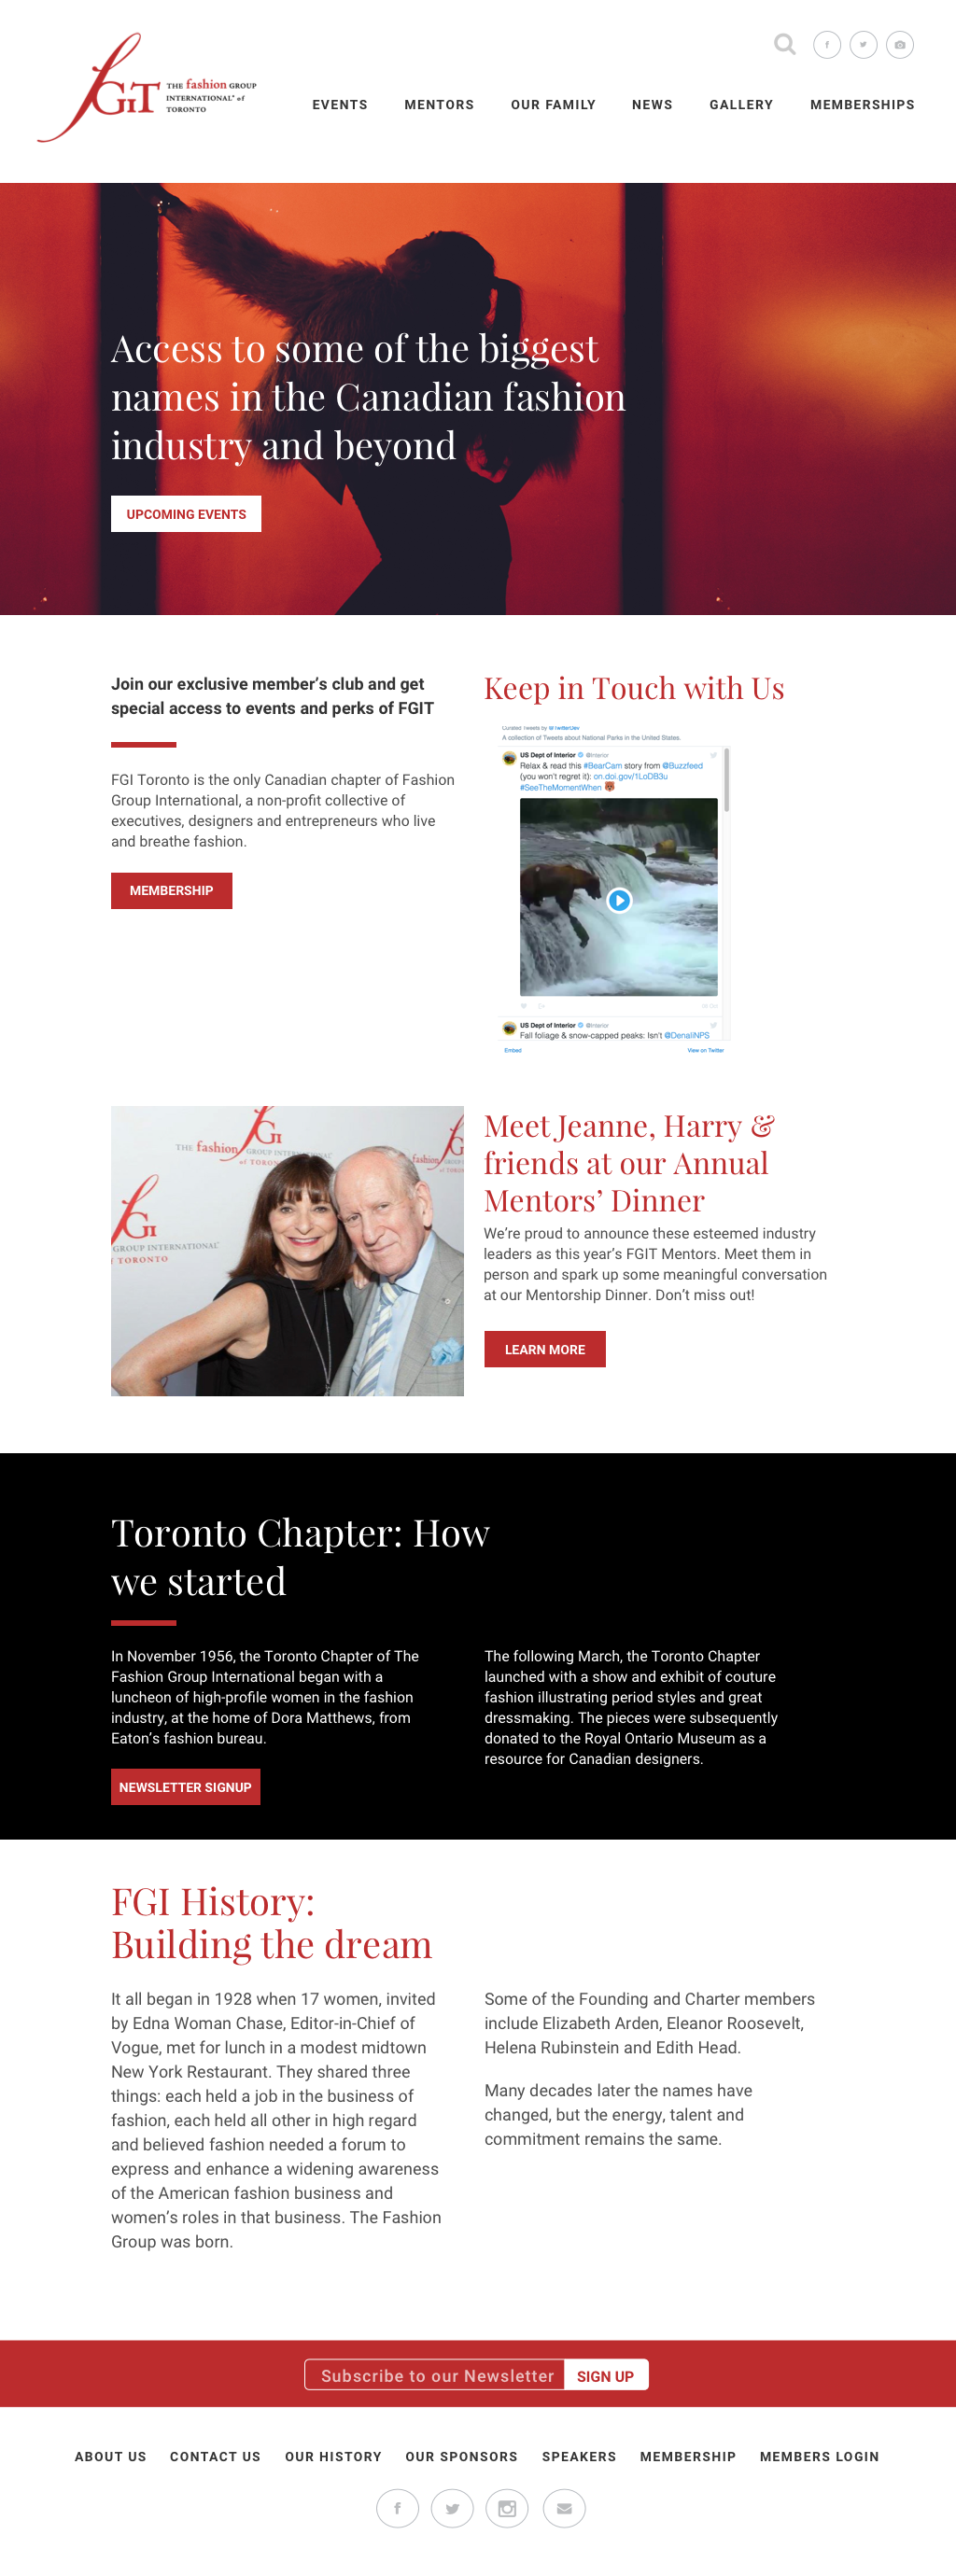 fGiT THE fashion GROUP
INTERNATIONAL® of
TORONTO
EVENTS MENTORS OUR FAMILY NEWS GALLERY MEMBERSHIPS
Access to some of the biggest
names in the Canadian fashion
industry and beyond
UPCOMING EVENTS
Join our exclusive member's club and get
special access to events and perks of FGIT
FGI Toronto is the only Canadian chapter of Fashion
Group International, a non-profit collective of
executives, designers and entrepreneurs who live
and breathe fashion.
MEMBERSHIP
Keep in Touch with Us
Curated Tweets by @TwitterDev
A collection of Tweets about National Parks in the United States.
US Dept of Interior @Interior
Relax & read this #BearCam story from @Buzzfeed
(you won't regret it): on.doi.gov/1LoDB3u
#SeeTheMomentWhen
US Dept of Interior @Interior
Fall foliage & snow-capped peaks: Isn't @DenaliNPS
Embed View on Twitter
THE fashion
of TORON
fGI
GROUP INTERNATIONAL
TORONTO
Meet Jeanne, Harry &
friends at our Annual
Mentors' Dinner
We're proud to announce these esteemed industry
leaders as this year's FGIT Mentors. Meet them in
person and spark up some meaningful conversation
at our Mentorship Dinner. Don't miss out!
LEARN MORE
Toronto Chapter: How
we started
In November 1956, the Toronto Chapter of The
Fashion Group International began with a
luncheon of high-profile women in the fashion
industry, at the home of Dora Matthews, from
Eaton's fashion bureau.
NEWSLETTER SIGNUP
The following March, the Toronto Chapter
launched with a show and exhibit of couture
fashion illustrating period styles and great
dressmaking. The pieces were subsequently
donated to the Royal Ontario Museum as a
resource for Canadian designers.
FGI History:
Building the dream
It all began in 1928 when 17 women, invited
by Edna Woman Chase, Editor-in-Chief of
Vogue, met for lunch in a modest midtown
New York Restaurant. They shared three
things: each held a job in the business of
fashion, each held all other in high regard
and believed fashion needed a forum to
express and enhance a widening awareness
of the American fashion business and
women's roles in that business. The Fashion
Group was born.
Some of the Founding and Charter members
include Elizabeth Arden, Eleanor Roosevelt,
Helena Rubinstein and Edith Head.
Many decades later the names have
changed, but the energy, talent and
commitment remains the same.
Subscribe to our Newsletter SIGN UP
ABOUT US CONTACT US OUR HISTORY OUR SPONSORS SPEAKERS MEMBERSHIP MEMBERS LOGIN